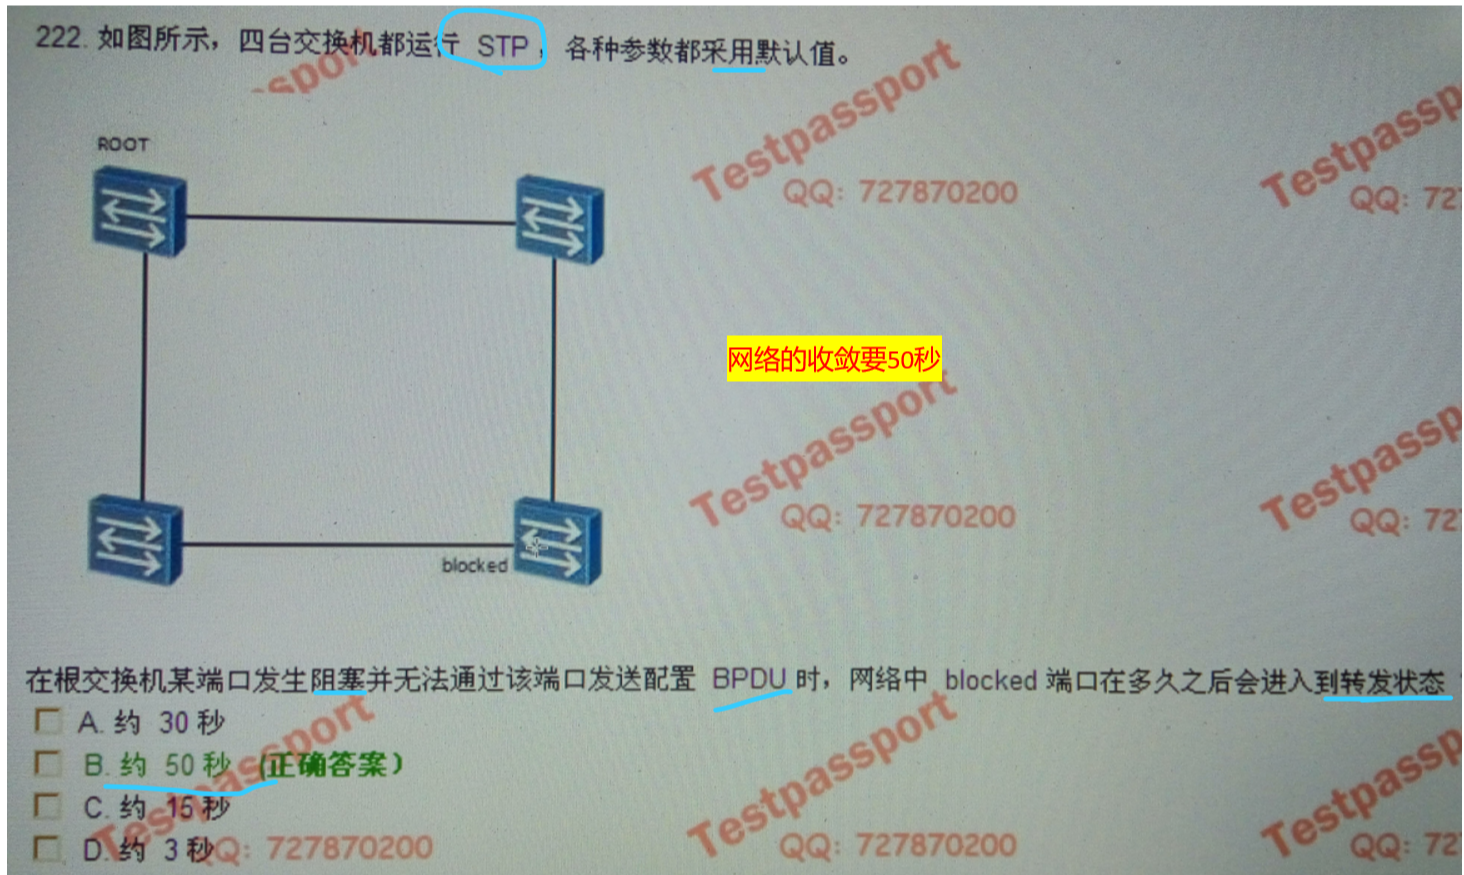 222. 如图所示，四台交换机都运行 STP，各种参数都采用默认值。
sport
Testpassport
QQ: 727870200
Testpassp
QQ: 72
ROOT
网络的收敛要50秒
Testpassport
QQ: 727870200
Testpassp
QQ: 72
blocked
在根交换机某端口发生阻塞并无法通过该端口发送配置 BPDU 时，网络中 blocked 端口在多久之后会进入到转发状态
A. 约 30 秒
B. 约 50 秒 (正确答案)
C. 约 15 秒
D. 约 3 秒
Testpassport
QQ: 727870200
Testpassport
QQ: 727870200
Testpassp
QQ: 72